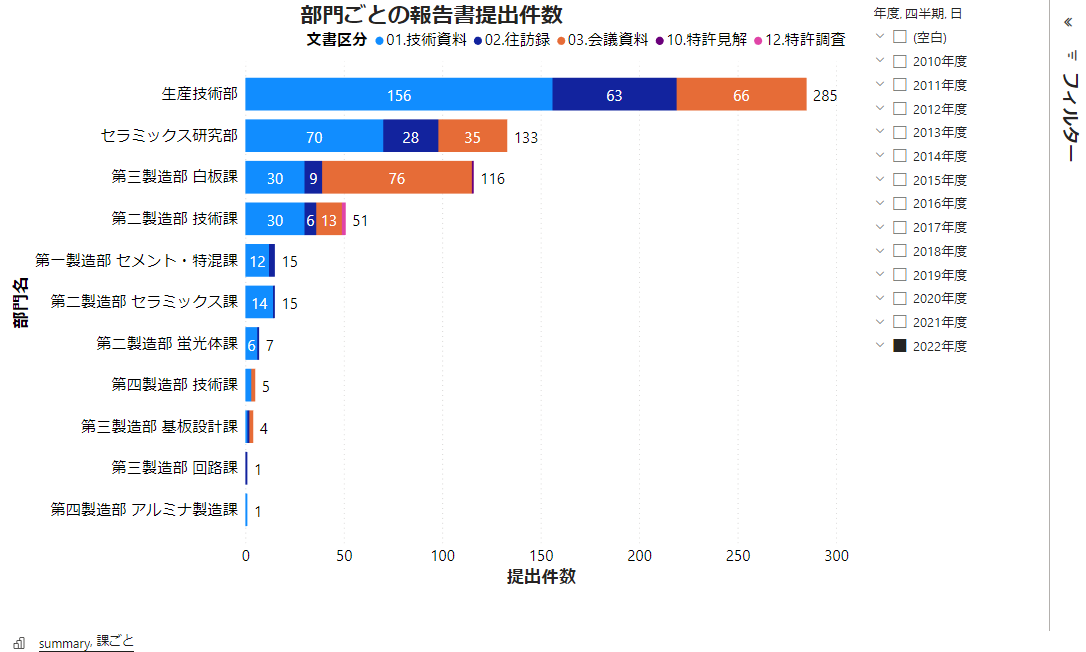 部門ごとの報告書提出件数
文書区分 01.技術資料 02.往訪録 03.会議資料 10.特許見解 12.特許調査
部門名
生産技術部 156 63 66 285
セラミックス研究部 70 28 35 133
第三製造部 白板課 30 9 76 116
第二製造部 技術課 30 6 13 51
第一製造部 セメント・特混課 12 15
第二製造部 セラミックス課 14 15
第二製造部 蛍光体課 6 7
第四製造部 技術課 5
第三製造部 基板設計課 4
第三製造部 回路課 1
第四製造部 アルミナ製造課 1
0 50 100 150 200 250 300
提出件数
年度, 四半期, 日
(空白)
2010年度
2011年度
2012年度
2013年度
2014年度
2015年度
2016年度
2017年度
2018年度
2019年度
2020年度
2021年度
2022年度
フィルター
summary, 課ごと